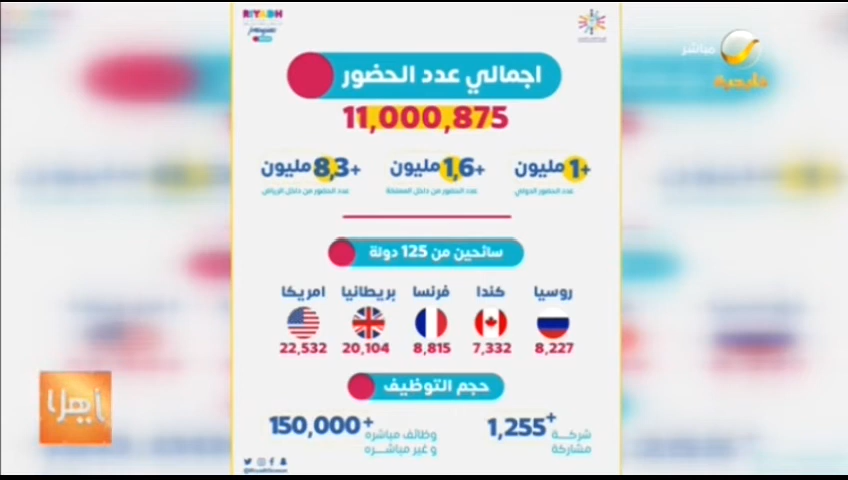 RIYADH
مباشر
خليجية
اجمالي عدد الحضور
11,000,875
+1 مليون
عدد الحضور الدولي
+1,6 مليون
عدد الحضور من داخل المملكة
+8,3 مليون
عدد الحضور من داخل الرياض
سائحين من 125 دولة
روسيا
كندا
فرنسا
بريطانيا
امريكا
8,227
7,332
8,815
20,104
22,532
حجم التوظيف
+1,255
شركة
مشاركة
+150,000
وظائف مباشره
و غير مباشره
أهلا